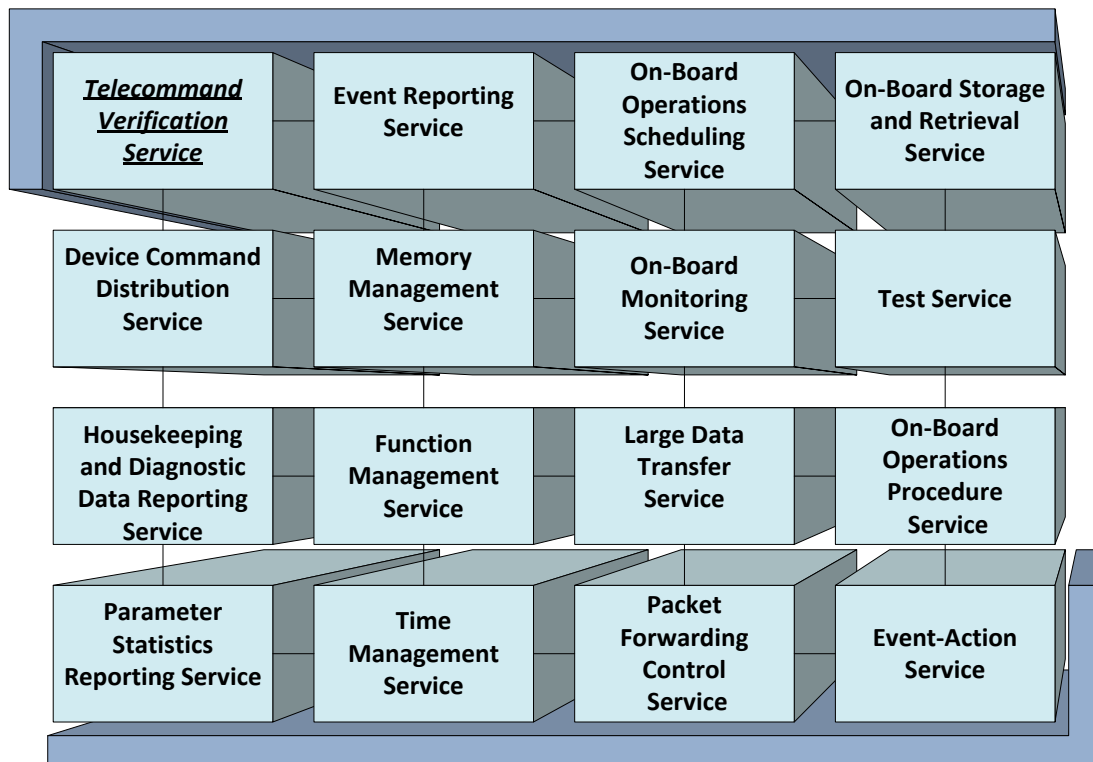 Telecommand
Verification
Service
Event Reporting
Service
On-Board
Operations
Scheduling
Service
On-Board Storage
and Retrieval
Service
Device Command
Distribution
Service
Memory
Management
Service
On-Board
Monitoring
Service
Test Service
Housekeeping
and Diagnostic
Data Reporting
Service
Function
Management
Service
Large Data
Transfer
Service
On-Board
Operations
Procedure
Service
Parameter
Statistics
Reporting Service
Time
Management
Service
Packet
Forwarding
Control
Service
Event-Action
Service